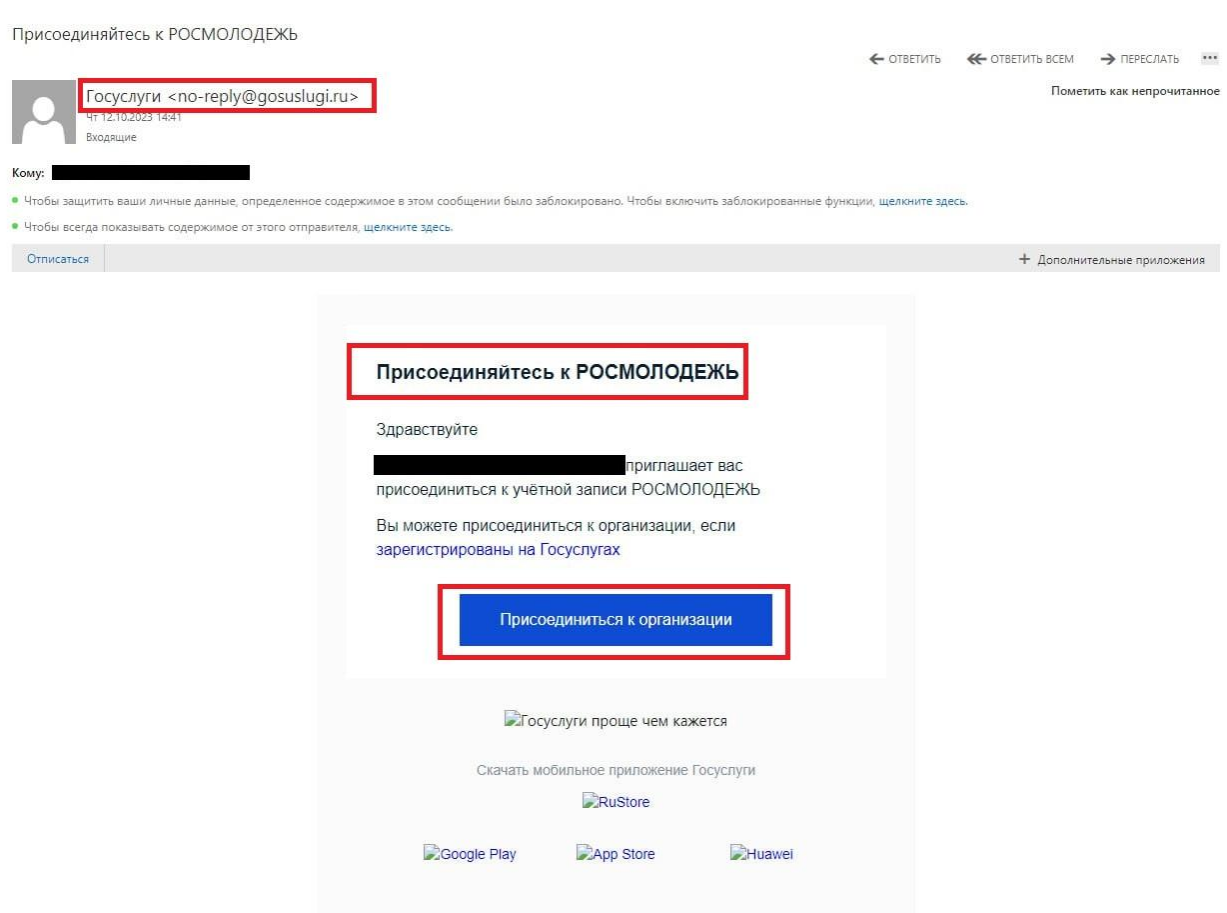 Присоединяйтесь к РОСМОЛОДЕЖЬ
ОТВЕТИТЬ ОТВЕТИТЬ ВСЕМ ПЕРЕСЛАТЬ ...
Госуслуги <no-reply@gosuslugi.ru>
Пометить как непрочитанное
Чт 12.10.2023 14:41
Входящие
Кому:
Чтобы защитить ваши личные данные, определенное содержимое в этом сообщении было заблокировано. Чтобы включить заблокированные функции, щелкните здесь.
Чтобы всегда показывать содержимое от этого отправителя, щелкните здесь.
Отписаться + Дополнительные приложения
Присоединяйтесь к РОСМОЛОДЕЖЬ
Здравствуйте
приглашает вас
присоединиться к учётной записи РОСМОЛОДЕЖЬ
Вы можете присоединиться к организации, если
зарегистрированы на Госуслугах
Присоединиться к организации
Госуслуги проще чем кажется
Скачать мобильное приложение Госуслуги
RuStore
Google Play App Store Huawei